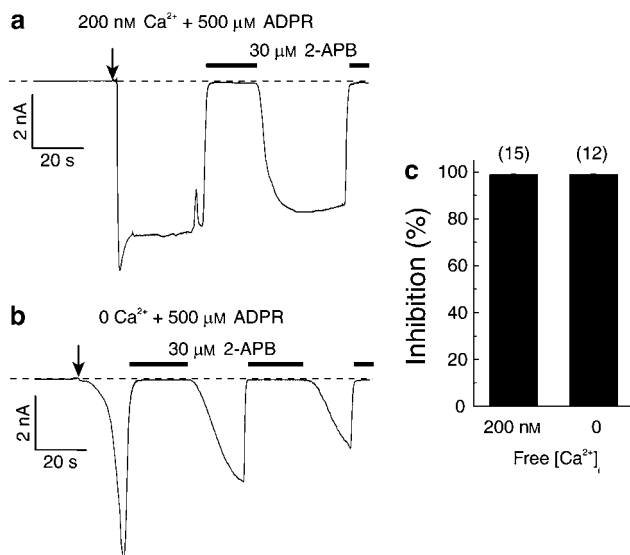 a
200 nM Ca²⁺ + 500 μM ADPR
30 μM 2-APB
2 nA
20 s
b
0 Ca²⁺ + 500 μM ADPR
30 μM 2-APB
2 nA
20 s
c
(15) (12)
100
80
60
40
20
0
Inhibition (%)
200 nM 0
Free [Ca²⁺]ᵢ